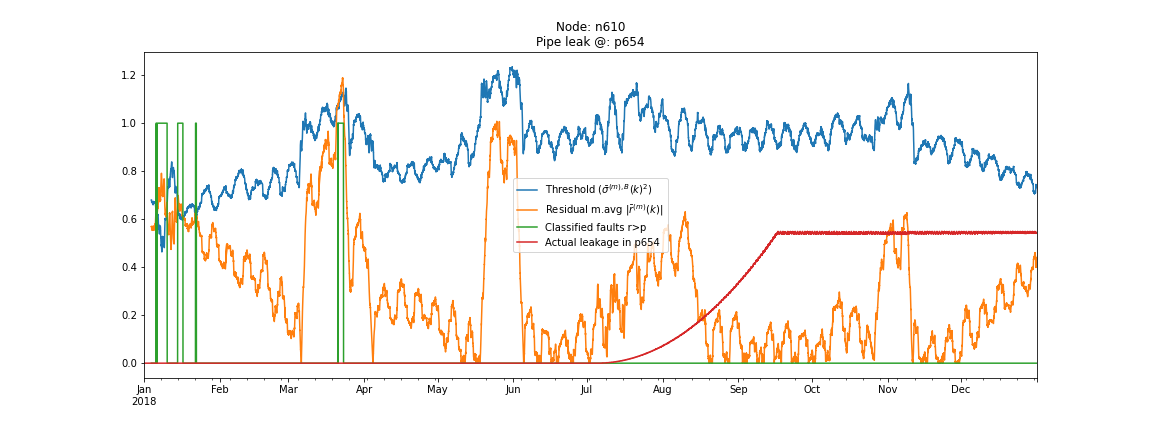 Node: n610
Pipe leak @: p654
1.2
1.0
0.8
0.6
0.4
0.2
0.0
Threshold (σ̄^(m),B(k)²)
Residual m.avg |r̄^(m)(k)|
Classified faults r>p
Actual leakage in p654
Jan Feb Mar Apr May Jun Jul Aug Sep Oct Nov Dec
2018